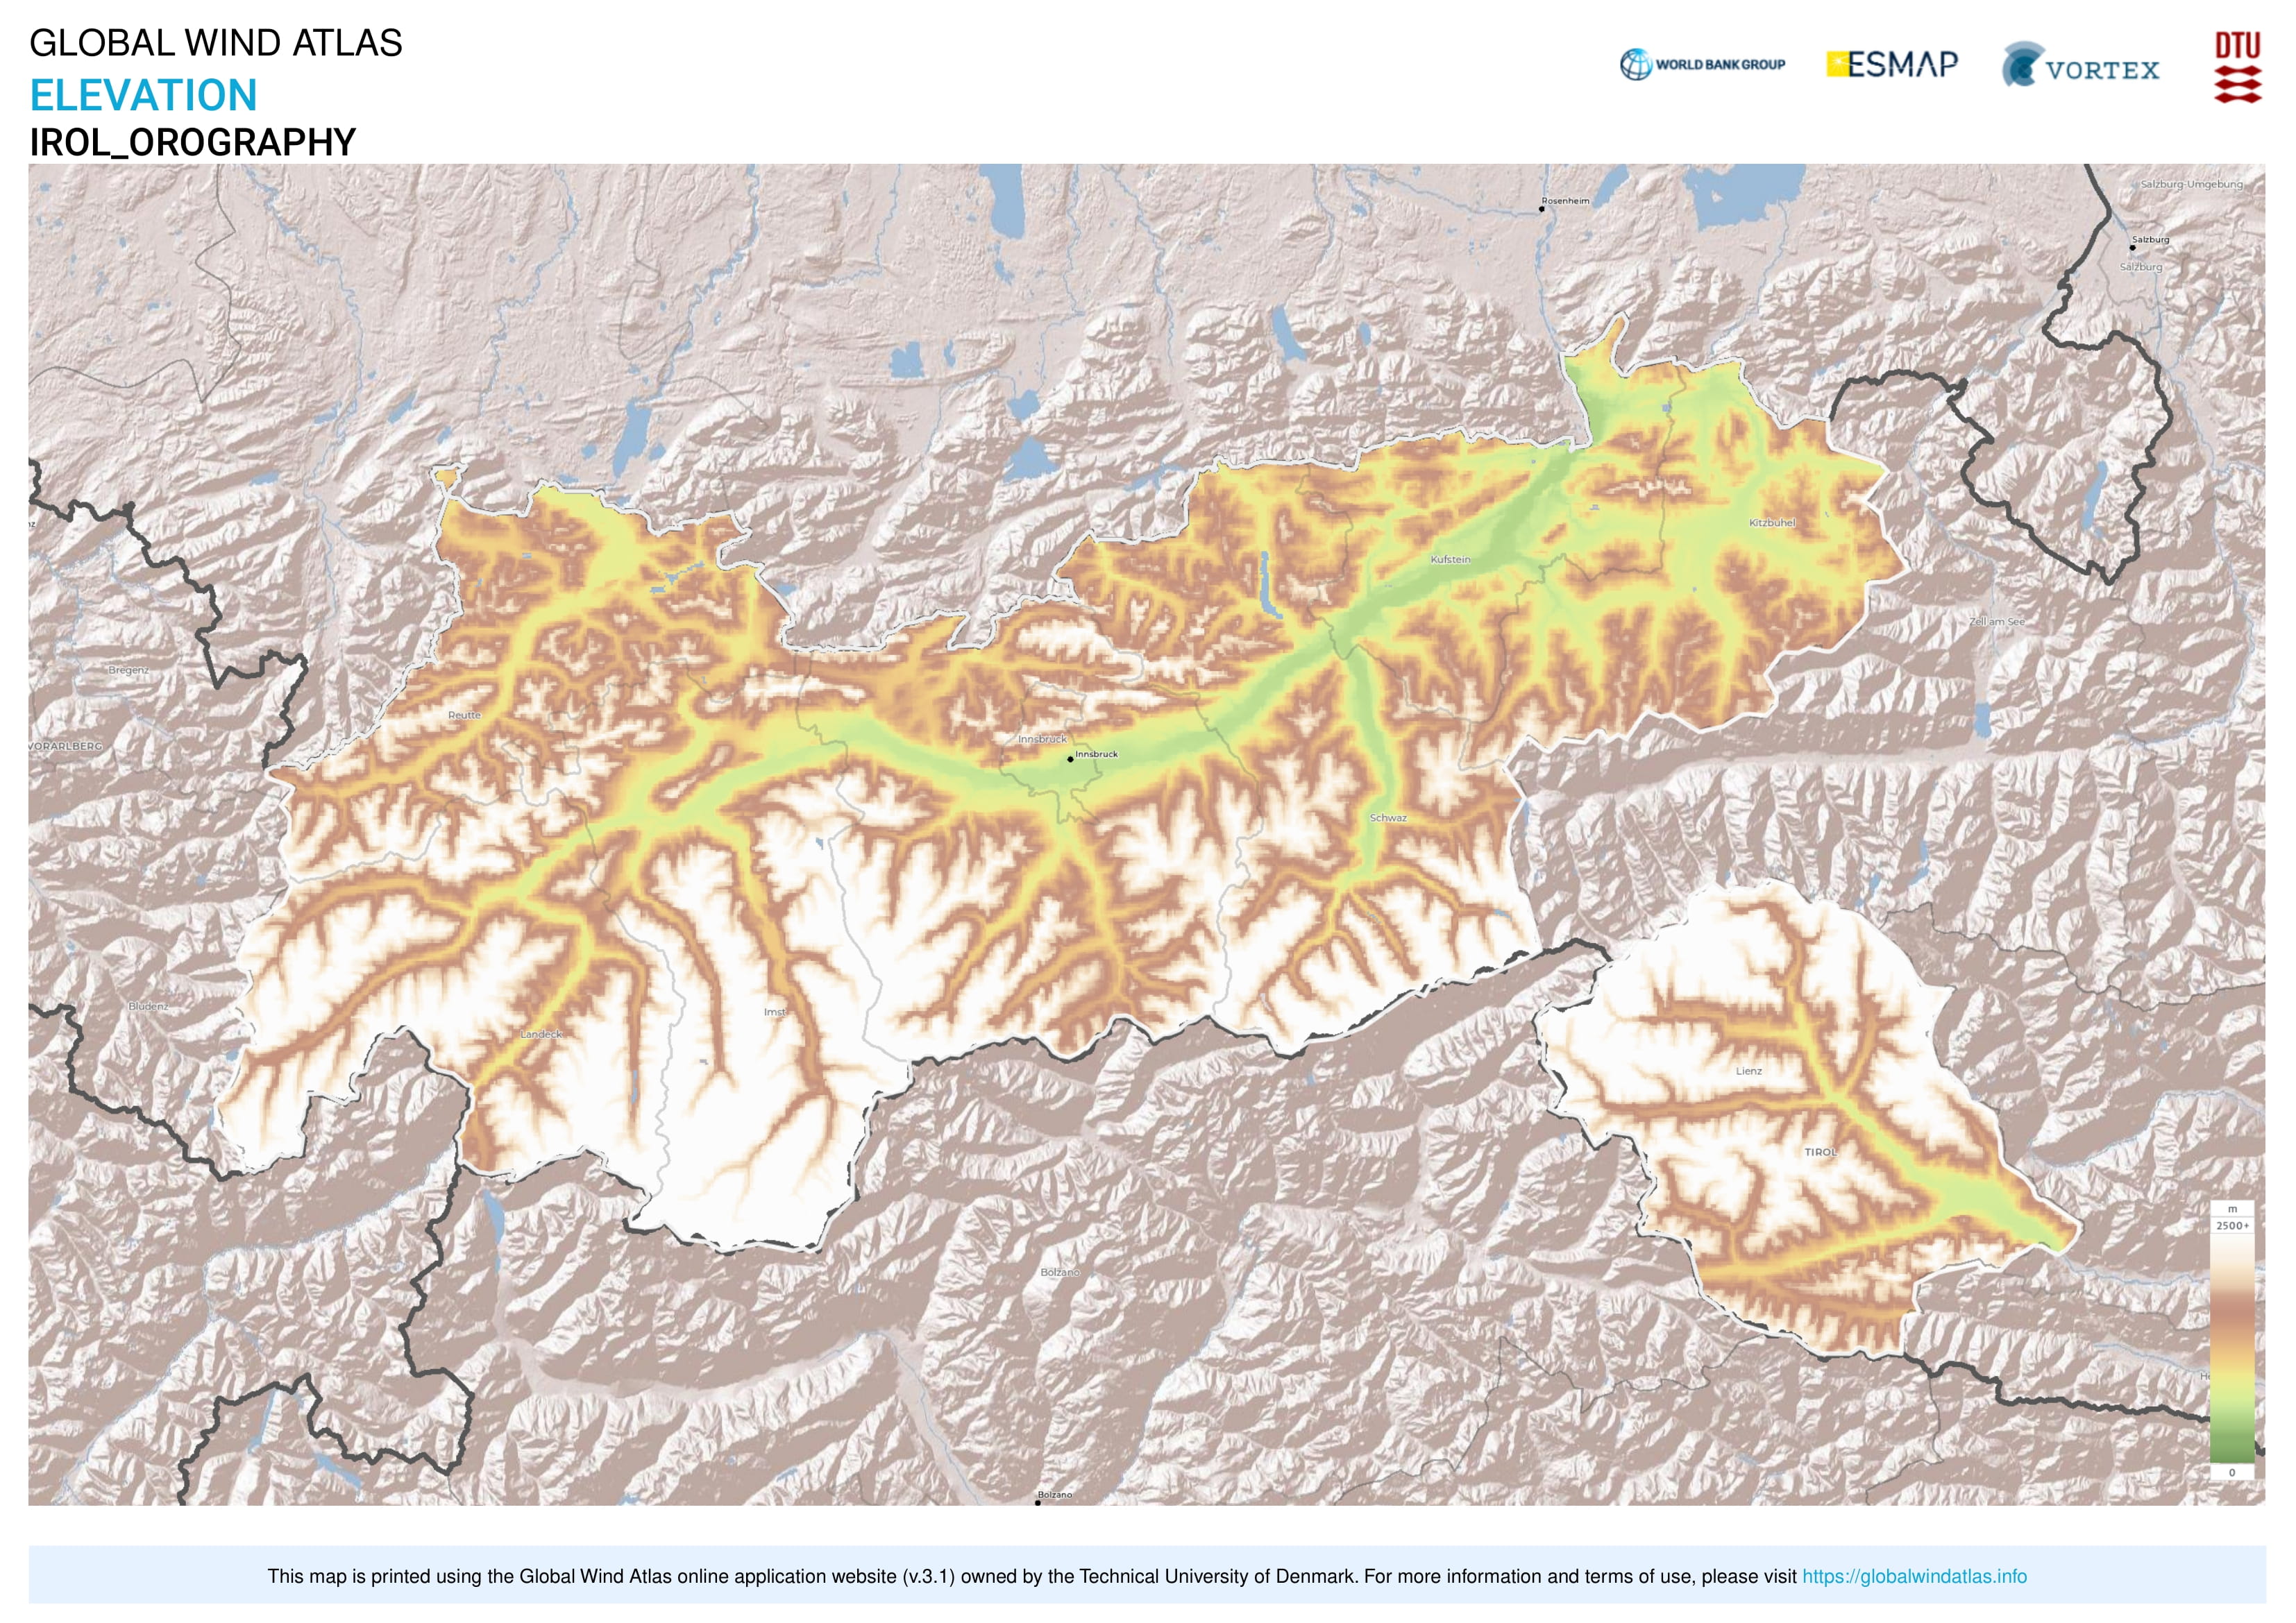 GLOBAL WIND ATLAS
ELEVATION
IROL_OROGRAPHY
WORLD BANK GROUP
ESMAP
VORTEX
DTU
Salzburg-Umgebung
Rosenheim
Salzburg
Salzburg
Kitzbühel
Kufstein
Zell am See
Bregenz
Reutte
VORARLBERG
Innsbruck
Innsbruck
Schwaz
Bludenz
Imst
Landeck
Lienz
TIROL
Bolzano
Bolzano
m
2500+
0
This map is printed using the Global Wind Atlas online application website (v.3.1) owned by the Technical University of Denmark. For more information and terms of use, please visit https://globalwindatlas.info